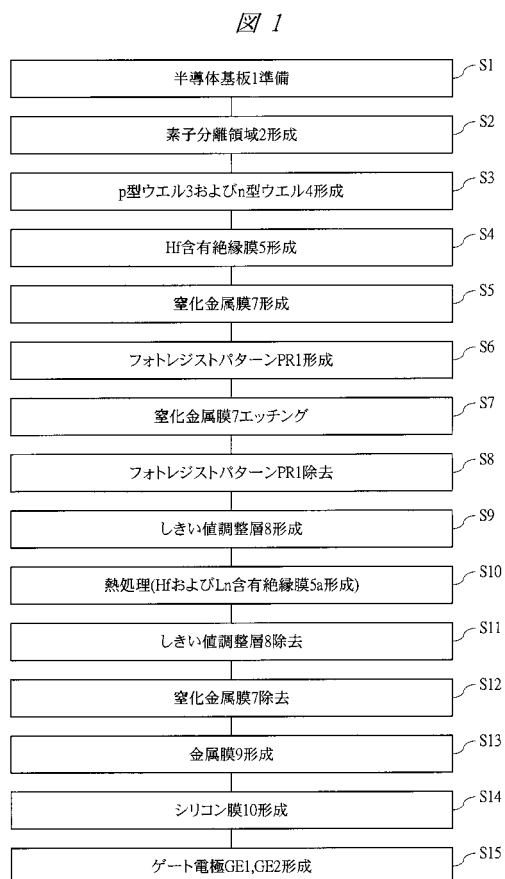 図 1
半導体基板1準備 S1
素子分離領域2形成 S2
p型ウエル3およびn型ウエル4形成 S3
Hf含有絶縁膜5形成 S4
窒化金属膜7形成 S5
フォトレジストパターンPR1形成 S6
窒化金属膜7エッチング S7
フォトレジストパターンPR1除去 S8
しきい値調整層8形成 S9
熱処理(HfおよびLn含有絶縁膜5a形成) S10
しきい値調整層8除去 S11
窒化金属膜7除去 S12
金属膜9形成 S13
シリコン膜10形成 S14
ゲート電極GE1,GE2形成 S15